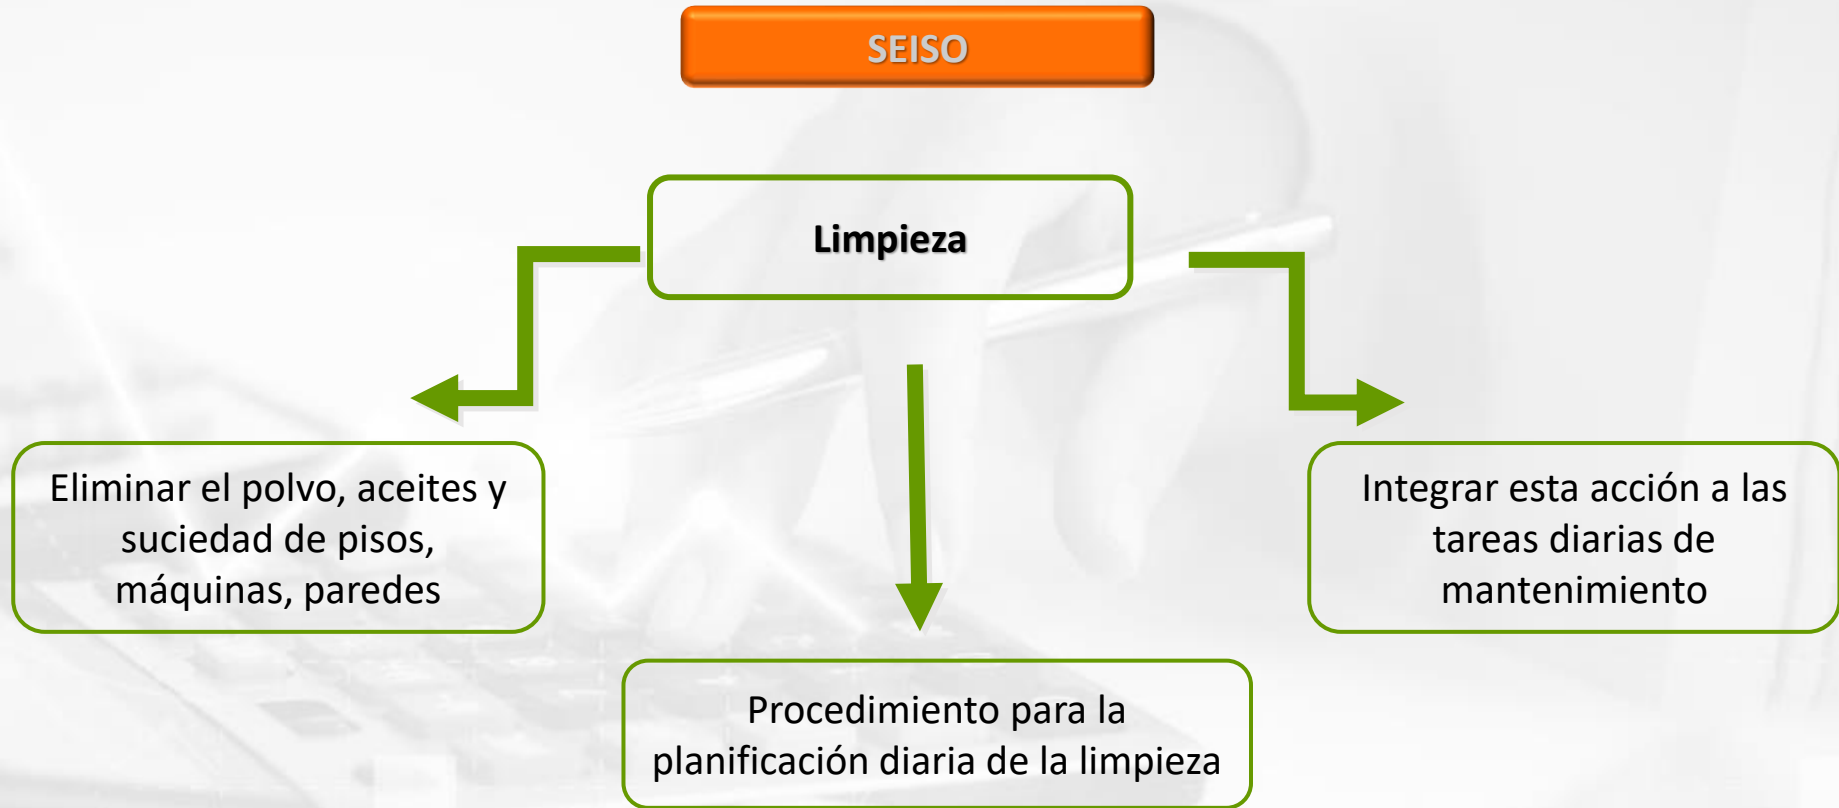 SEISO
Limpieza
Eliminar el polvo, aceites y
suciedad de pisos,
máquinas, paredes
Integrar esta acción a las
tareas diarias de
mantenimiento
Procedimiento para la
planificación diaria de la limpieza